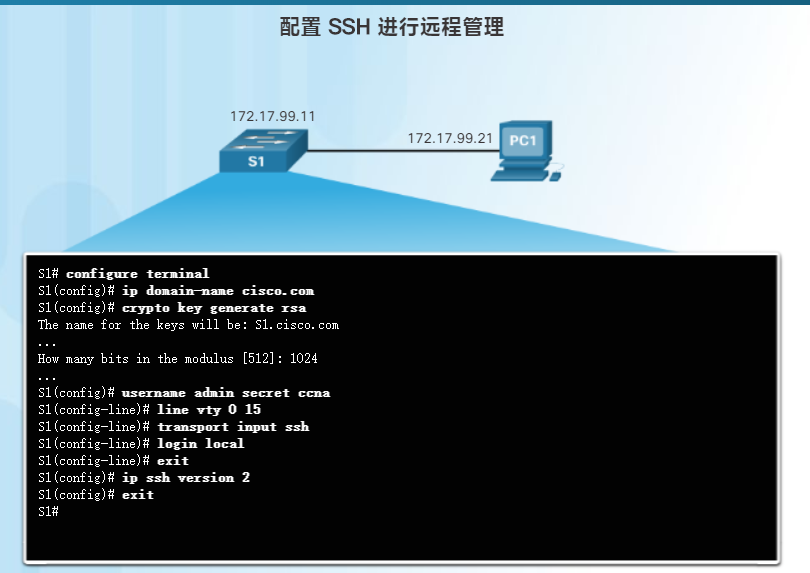 配置 SSH 进行远程管理
172.17.99.11
172.17.99.21
PC1
S1
S1# configure terminal
S1(config)# ip domain-name cisco.com
S1(config)# crypto key generate rsa
The name for the keys will be: S1.cisco.com
...
How many bits in the modulus [512]: 1024
...
S1(config)# username admin secret ccna
S1(config-line)# line vty 0 15
S1(config-line)# transport input ssh
S1(config-line)# login local
S1(config-line)# exit
S1(config)# ip ssh version 2
S1(config)# exit
S1#